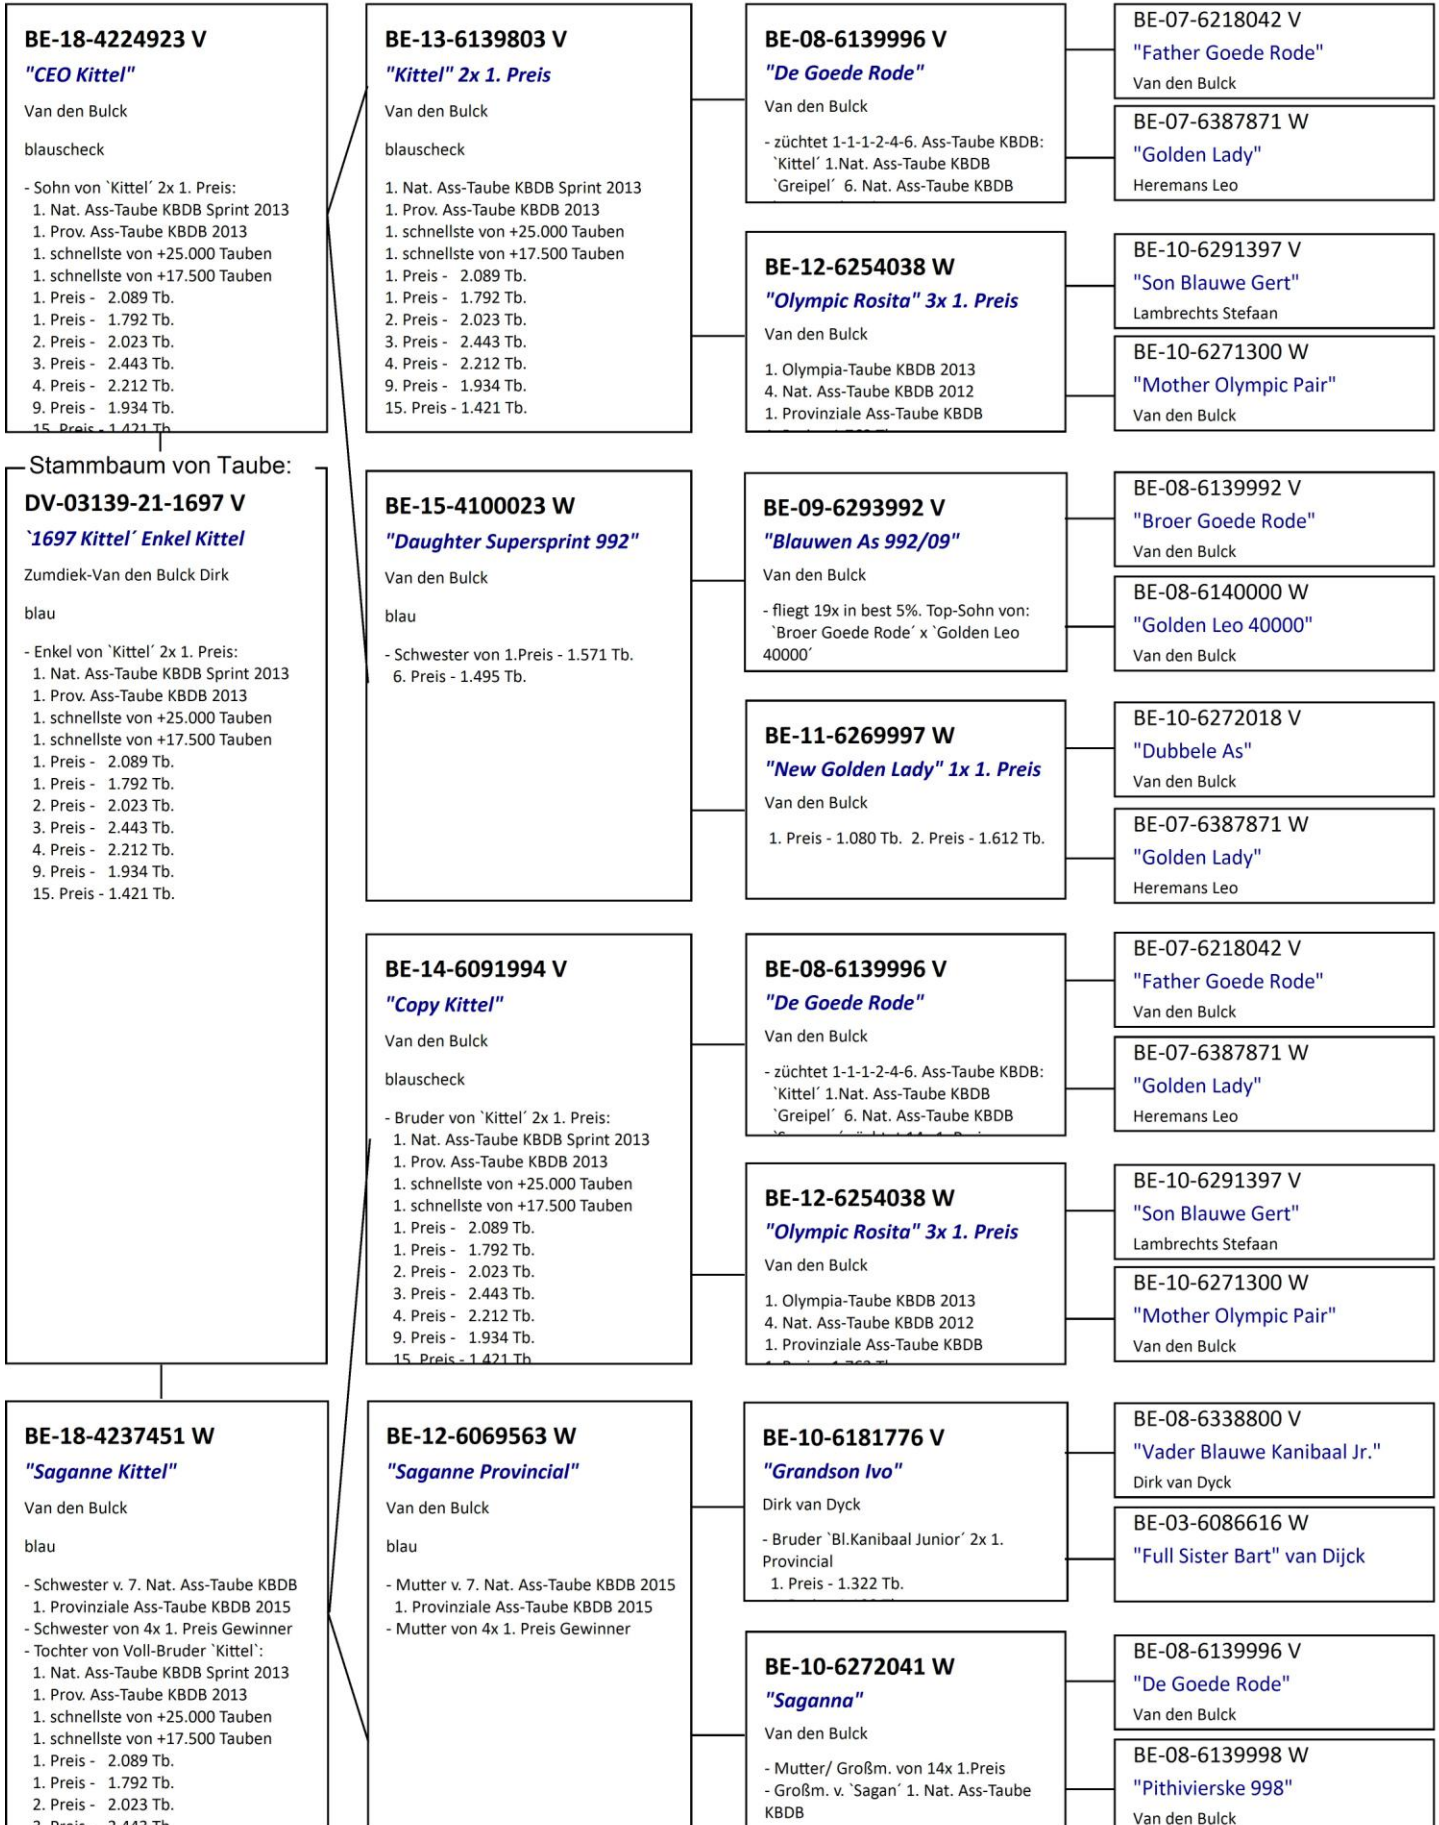 BE-18-4224923 V
"CEO Kittel"
Van den Bulck
blauscheck
- Sohn von `Kittel´ 2x 1. Preis:
1. Nat. Ass-Taube KBDB Sprint 2013
1. Prov. Ass-Taube KBDB 2013
1. schnellste von +25.000 Tauben
1. schnellste von +17.500 Tauben
1. Preis - 2.089 Tb.
1. Preis - 1.792 Tb.
2. Preis - 2.023 Tb.
3. Preis - 2.443 Tb.
4. Preis - 2.212 Tb.
9. Preis - 1.934 Tb.
15. Preis - 1.421 Tb
Stammbaum von Taube:
DV-03139-21-1697 V
`1697 Kittel´ Enkel Kittel
Zumdiek-Van den Bulck Dirk
blau
- Enkel von `Kittel´ 2x 1. Preis:
1. Nat. Ass-Taube KBDB Sprint 2013
1. Prov. Ass-Taube KBDB 2013
1. schnellste von +25.000 Tauben
1. schnellste von +17.500 Tauben
1. Preis - 2.089 Tb.
1. Preis - 1.792 Tb.
2. Preis - 2.023 Tb.
3. Preis - 2.443 Tb.
4. Preis - 2.212 Tb.
9. Preis - 1.934 Tb.
15. Preis - 1.421 Tb.
BE-18-4237451 W
"Saganne Kittel"
Van den Bulck
blau
- Schwester v. 7. Nat. Ass-Taube KBDB
1. Provinziale Ass-Taube KBDB 2015
- Schwester von 4x 1. Preis Gewinner
- Tochter von Voll-Bruder `Kittel`:
1. Nat. Ass-Taube KBDB Sprint 2013
1. Prov. Ass-Taube KBDB 2013
1. schnellste von +25.000 Tauben
1. schnellste von +17.500 Tauben
1. Preis - 2.089 Tb.
1. Preis - 1.792 Tb.
2. Preis - 2.023 Tb.
3. Preis - 2.443 Tb.
BE-13-6139803 V
"Kittel" 2x 1. Preis
Van den Bulck
blauscheck
1. Nat. Ass-Taube KBDB Sprint 2013
1. Prov. Ass-Taube KBDB 2013
1. schnellste von +25.000 Tauben
1. schnellste von +17.500 Tauben
1. Preis - 2.089 Tb.
1. Preis - 1.792 Tb.
2. Preis - 2.023 Tb.
3. Preis - 2.443 Tb.
4. Preis - 2.212 Tb.
9. Preis - 1.934 Tb.
15. Preis - 1.421 Tb.
BE-15-4100023 W
"Daughter Supersprint 992"
Van den Bulck
blau
- Schwester von 1.Preis - 1.571 Tb.
6. Preis - 1.495 Tb.
BE-14-6091994 V
"Copy Kittel"
Van den Bulck
blauscheck
- Bruder von `Kittel´ 2x 1. Preis:
1. Nat. Ass-Taube KBDB Sprint 2013
1. Prov. Ass-Taube KBDB 2013
1. schnellste von +25.000 Tauben
1. schnellste von +17.500 Tauben
1. Preis - 2.089 Tb.
1. Preis - 1.792 Tb.
2. Preis - 2.023 Tb.
3. Preis - 2.443 Tb.
4. Preis - 2.212 Tb.
9. Preis - 1.934 Tb.
15. Preis - 1.421 Tb
BE-12-6069563 W
"Saganne Provincial"
Van den Bulck
blau
- Mutter v. 7. Nat. Ass-Taube KBDB 2015
1. Provinziale Ass-Taube KBDB 2015
- Mutter von 4x 1. Preis Gewinner
BE-08-6139996 V
"De Goede Rode"
Van den Bulck
- züchtet 1-1-1-2-4-6. Ass-Taube KBDB:
`Kittel´ 1.Nat. Ass-Taube KBDB
`Greipel´ 6. Nat. Ass-Taube KBDB
BE-12-6254038 W
"Olympic Rosita" 3x 1. Preis
Van den Bulck
1. Olympia-Taube KBDB 2013
4. Nat. Ass-Taube KBDB 2012
1. Provinziale Ass-Taube KBDB
BE-09-6293992 V
"Blauwen As 992/09"
Van den Bulck
- fliegt 19x in best 5%. Top-Sohn von:
`Broer Goede Rode´ x `Golden Leo
40000´
BE-11-6269997 W
"New Golden Lady" 1x 1. Preis
Van den Bulck
1. Preis - 1.080 Tb. 2. Preis - 1.612 Tb.
BE-08-6139996 V
"De Goede Rode"
Van den Bulck
- züchtet 1-1-1-2-4-6. Ass-Taube KBDB:
`Kittel´ 1.Nat. Ass-Taube KBDB
`Greipel´ 6. Nat. Ass-Taube KBDB
BE-12-6254038 W
"Olympic Rosita" 3x 1. Preis
Van den Bulck
1. Olympia-Taube KBDB 2013
4. Nat. Ass-Taube KBDB 2012
1. Provinziale Ass-Taube KBDB
BE-10-6181776 V
"Grandson Ivo"
Dirk van Dyck
- Bruder `Bl.Kanibaal Junior´ 2x 1.
Provincial
1. Preis - 1.322 Tb.
BE-10-6272041 W
"Saganna"
Van den Bulck
- Mutter/ Großm. von 14x 1.Preis
- Großm. v. `Sagan´ 1. Nat. Ass-Taube
KBDB
BE-07-6218042 V
"Father Goede Rode"
Van den Bulck
BE-07-6387871 W
"Golden Lady"
Heremans Leo
BE-10-6291397 V
"Son Blauwe Gert"
Lambrechts Stefaan
BE-10-6271300 W
"Mother Olympic Pair"
Van den Bulck
BE-08-6139992 V
"Broer Goede Rode"
Van den Bulck
BE-08-6140000 W
"Golden Leo 40000"
Van den Bulck
BE-10-6272018 V
"Dubbele As"
Van den Bulck
BE-07-6387871 W
"Golden Lady"
Heremans Leo
BE-07-6218042 V
"Father Goede Rode"
Van den Bulck
BE-07-6387871 W
"Golden Lady"
Heremans Leo
BE-10-6291397 V
"Son Blauwe Gert"
Lambrechts Stefaan
BE-10-6271300 W
"Mother Olympic Pair"
Van den Bulck
BE-08-6338800 V
"Vader Blauwe Kanibaal Jr."
Dirk van Dyck
BE-03-6086616 W
"Full Sister Bart" van Dijck
BE-08-6139996 V
"De Goede Rode"
Van den Bulck
BE-08-6139998 W
"Pithivierske 998"
Van den Bulck